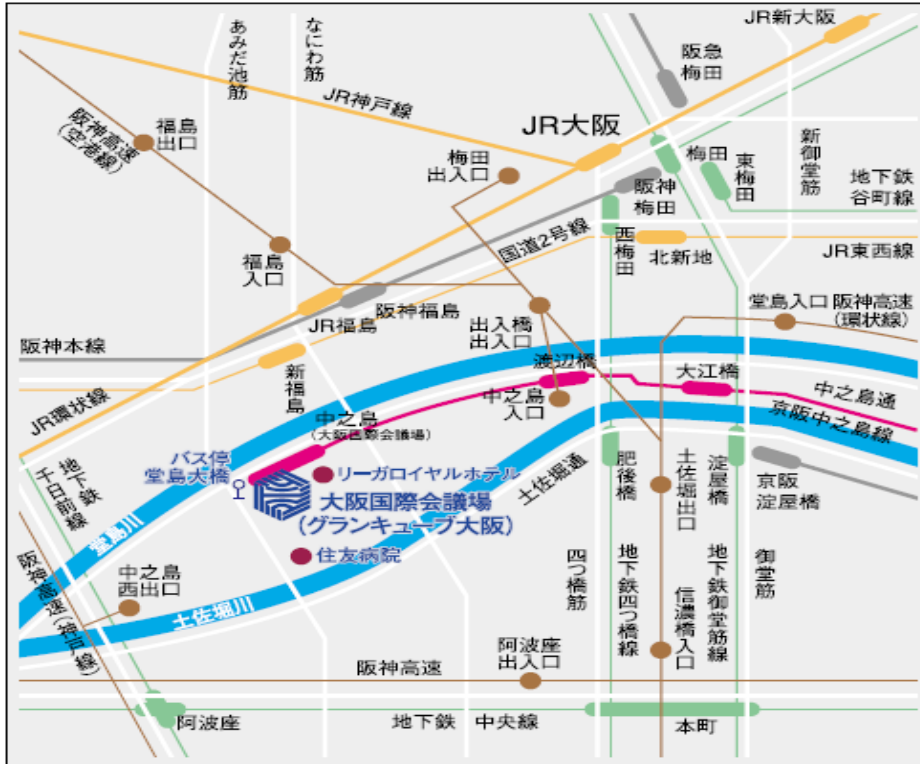 JR新大阪
あみだ池筋
なにわ筋
阪急
梅田
JR神戸線
阪神高速
(空港線)
福島
出口
JR大阪
梅田
出入口
梅田
東梅田
新御堂筋
地下鉄
谷町線
阪神
梅田
西梅田
国道2号線
北新地
JR東西線
福島
入口
阪神福島
JR福島
出入橋
出入口
堂島入口
阪神高速
(環状線)
阪神本線
新福島
渡辺橋
大江橋
中之島
入口
中之島通
京阪中之島線
JR環状線
中之島
(大阪国際会議場)
バス停
堂島大橋
リーガロイヤルホテル
大阪国際会議場
(グランキューブ大阪)
住友病院
土佐堀通
肥後橋
土佐堀出口
淀屋橋
京阪
淀屋橋
地下鉄
千日前線
堂島川
土佐堀川
中之島
西出口
阪神高速(神戸線)
四つ橋筋
地下鉄四つ橋線
信濃橋入口
地下鉄御堂筋線
御堂筋
阪神高速
阿波座
出入口
阿波座
地下鉄 中央線
本町